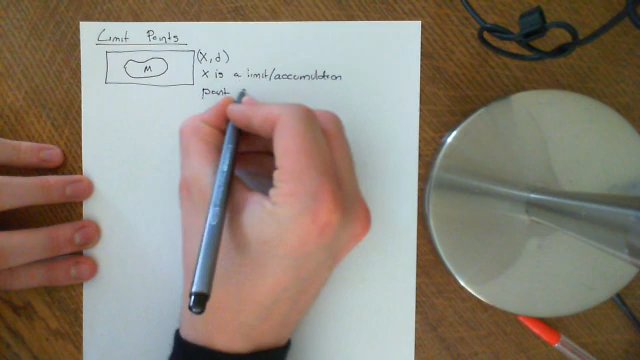 Limit Points
M
(X, d)
x is a limit/accumulation
point